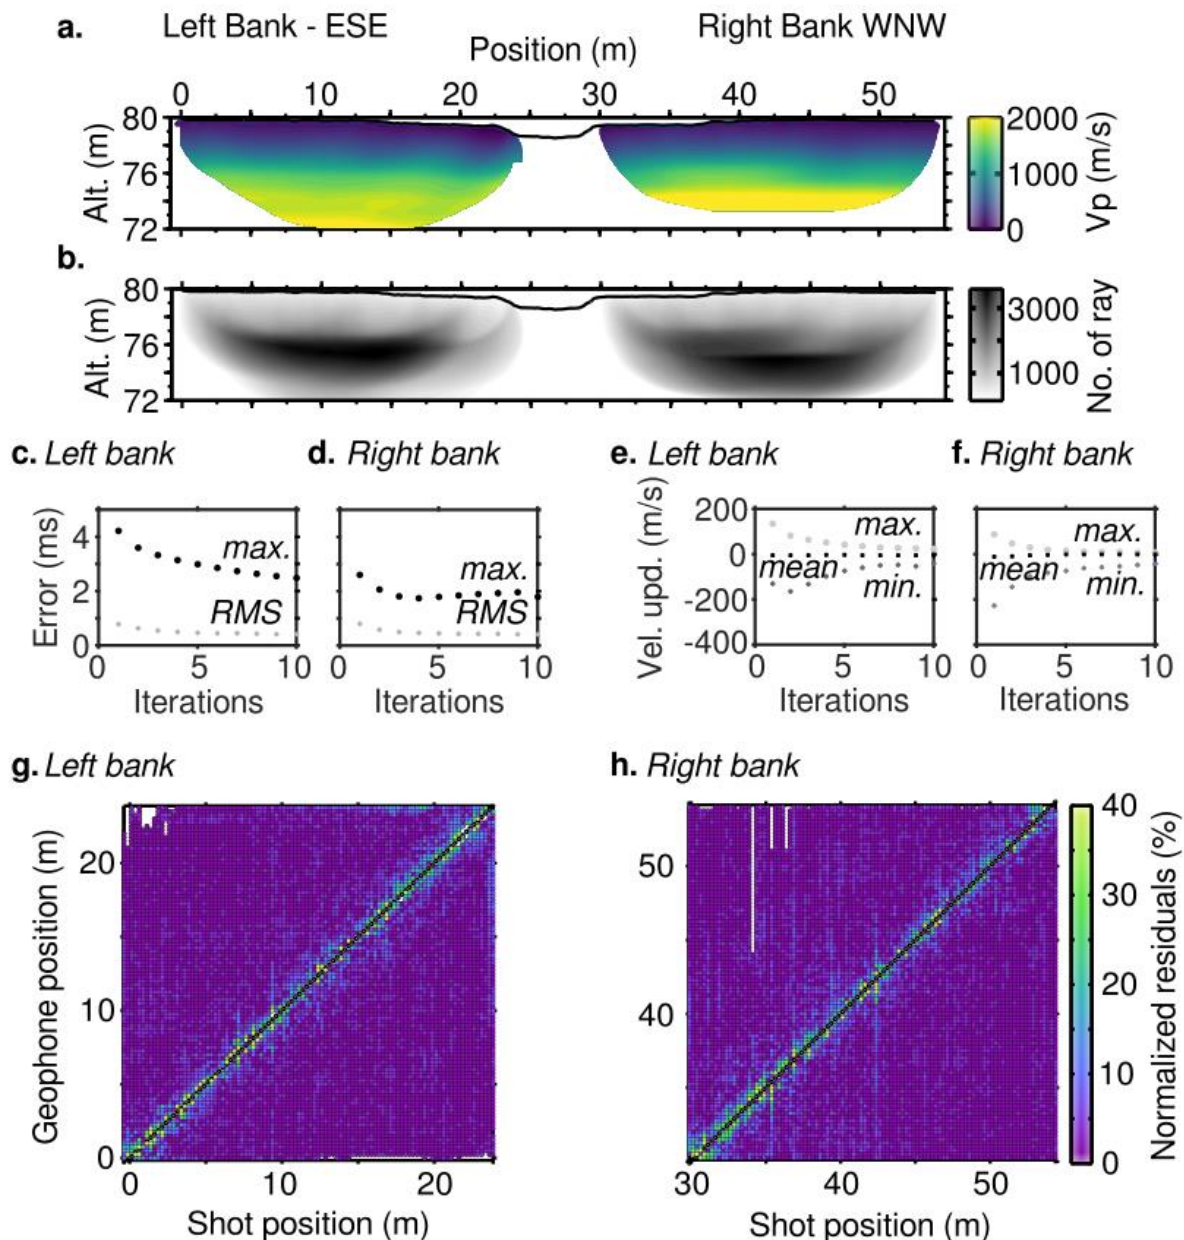 a. Left Bank - ESE Right Bank WNW
Position (m)
0 10 20 30 40 50
80
76
72
Alt. (m)
2000
1000
0
Vp (m/s)
b.
80
76
72
Alt. (m)
3000
1000
No. of ray
c. Left bank d. Right bank e. Left bank f. Right bank
Error (ms)
4
2
0
max.
RMS
0 5 10
Iterations
max.
RMS
0 5 10
Iterations
Vel. upd. (m/s)
200
0
-200
-400
max.
mean
min.
0 5 10
Iterations
max.
mean
min.
0 5 10
Iterations
g. Left bank h. Right bank
Geophone position (m)
20
10
0
0 10 20
Shot position (m)
50
40
30 40 50
Shot position (m)
40
30
20
10
0
Normalized residuals (%)